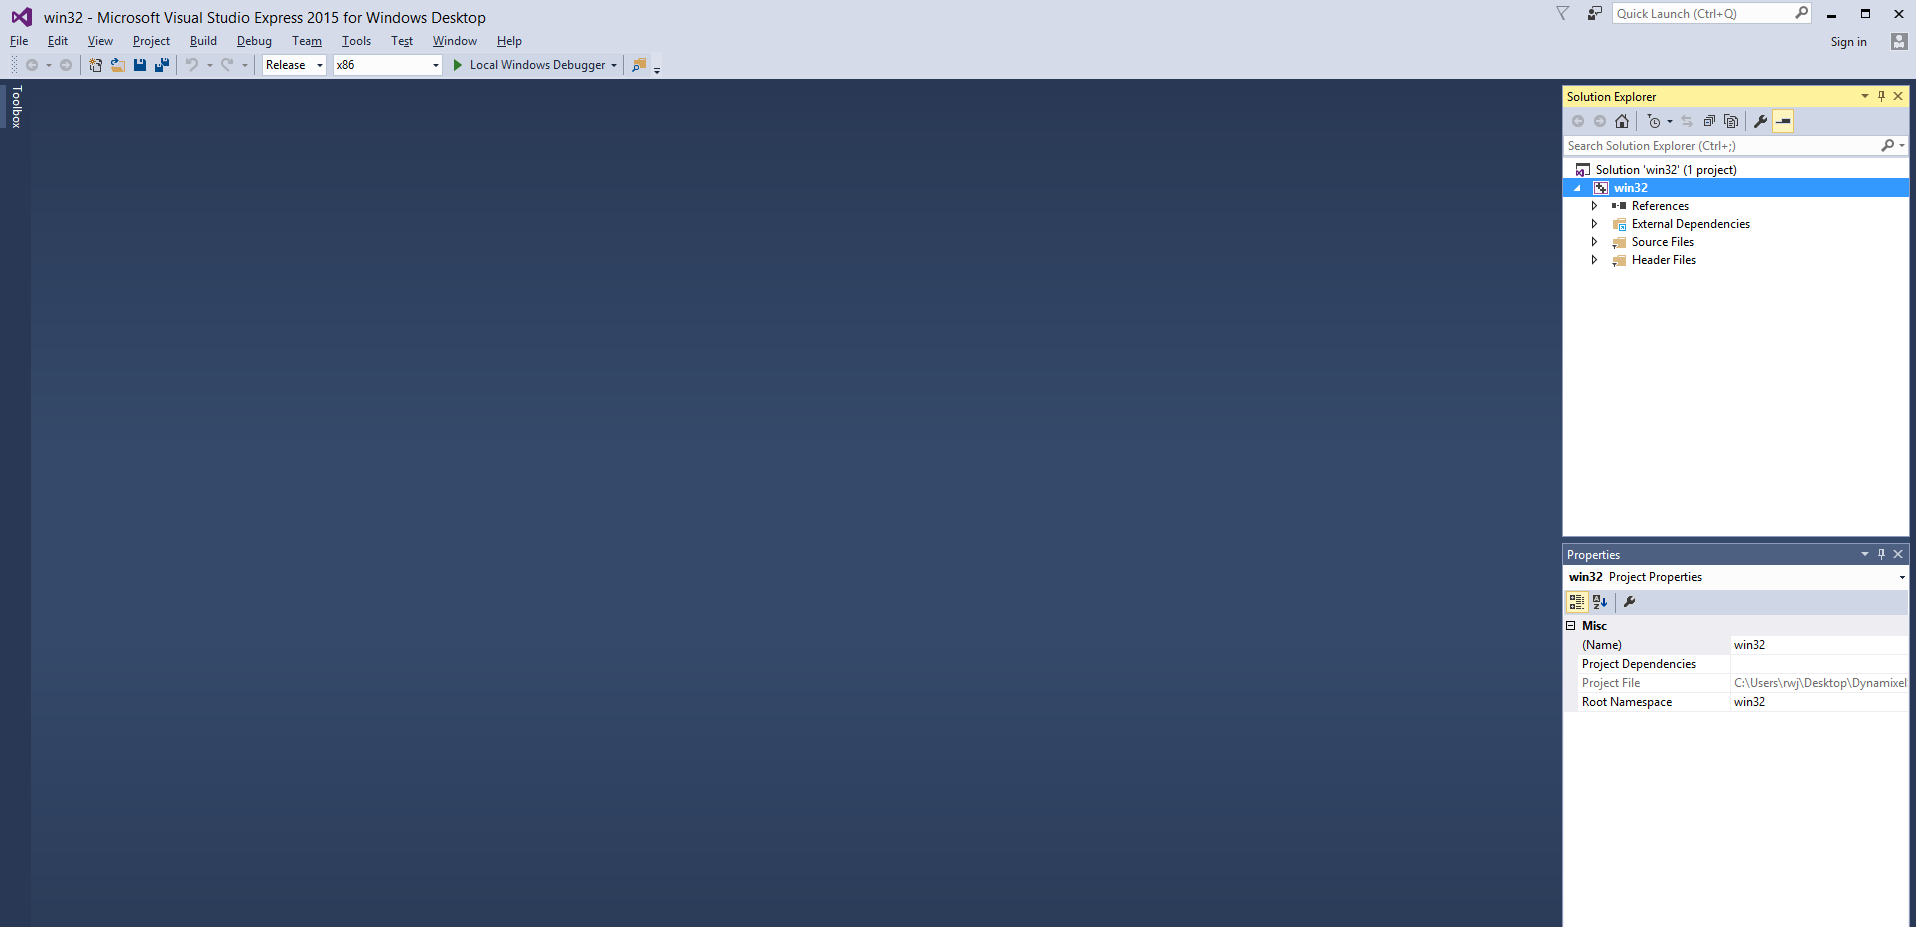 win32 - Microsoft Visual Studio Express 2015 for Windows Desktop
Quick Launch (Ctrl+Q)
File Edit View Project Build Debug Team Tools Test Window Help
Sign in
Release x86 Local Windows Debugger
Toolbox
Solution Explorer
Search Solution Explorer (Ctrl+;)
Solution 'win32' (1 project)
win32
References
External Dependencies
Source Files
Header Files
Properties
win32 Project Properties
Misc
(Name) win32
Project Dependencies
Project File C:\Users\rwj\Desktop\Dynamixel
Root Namespace win32